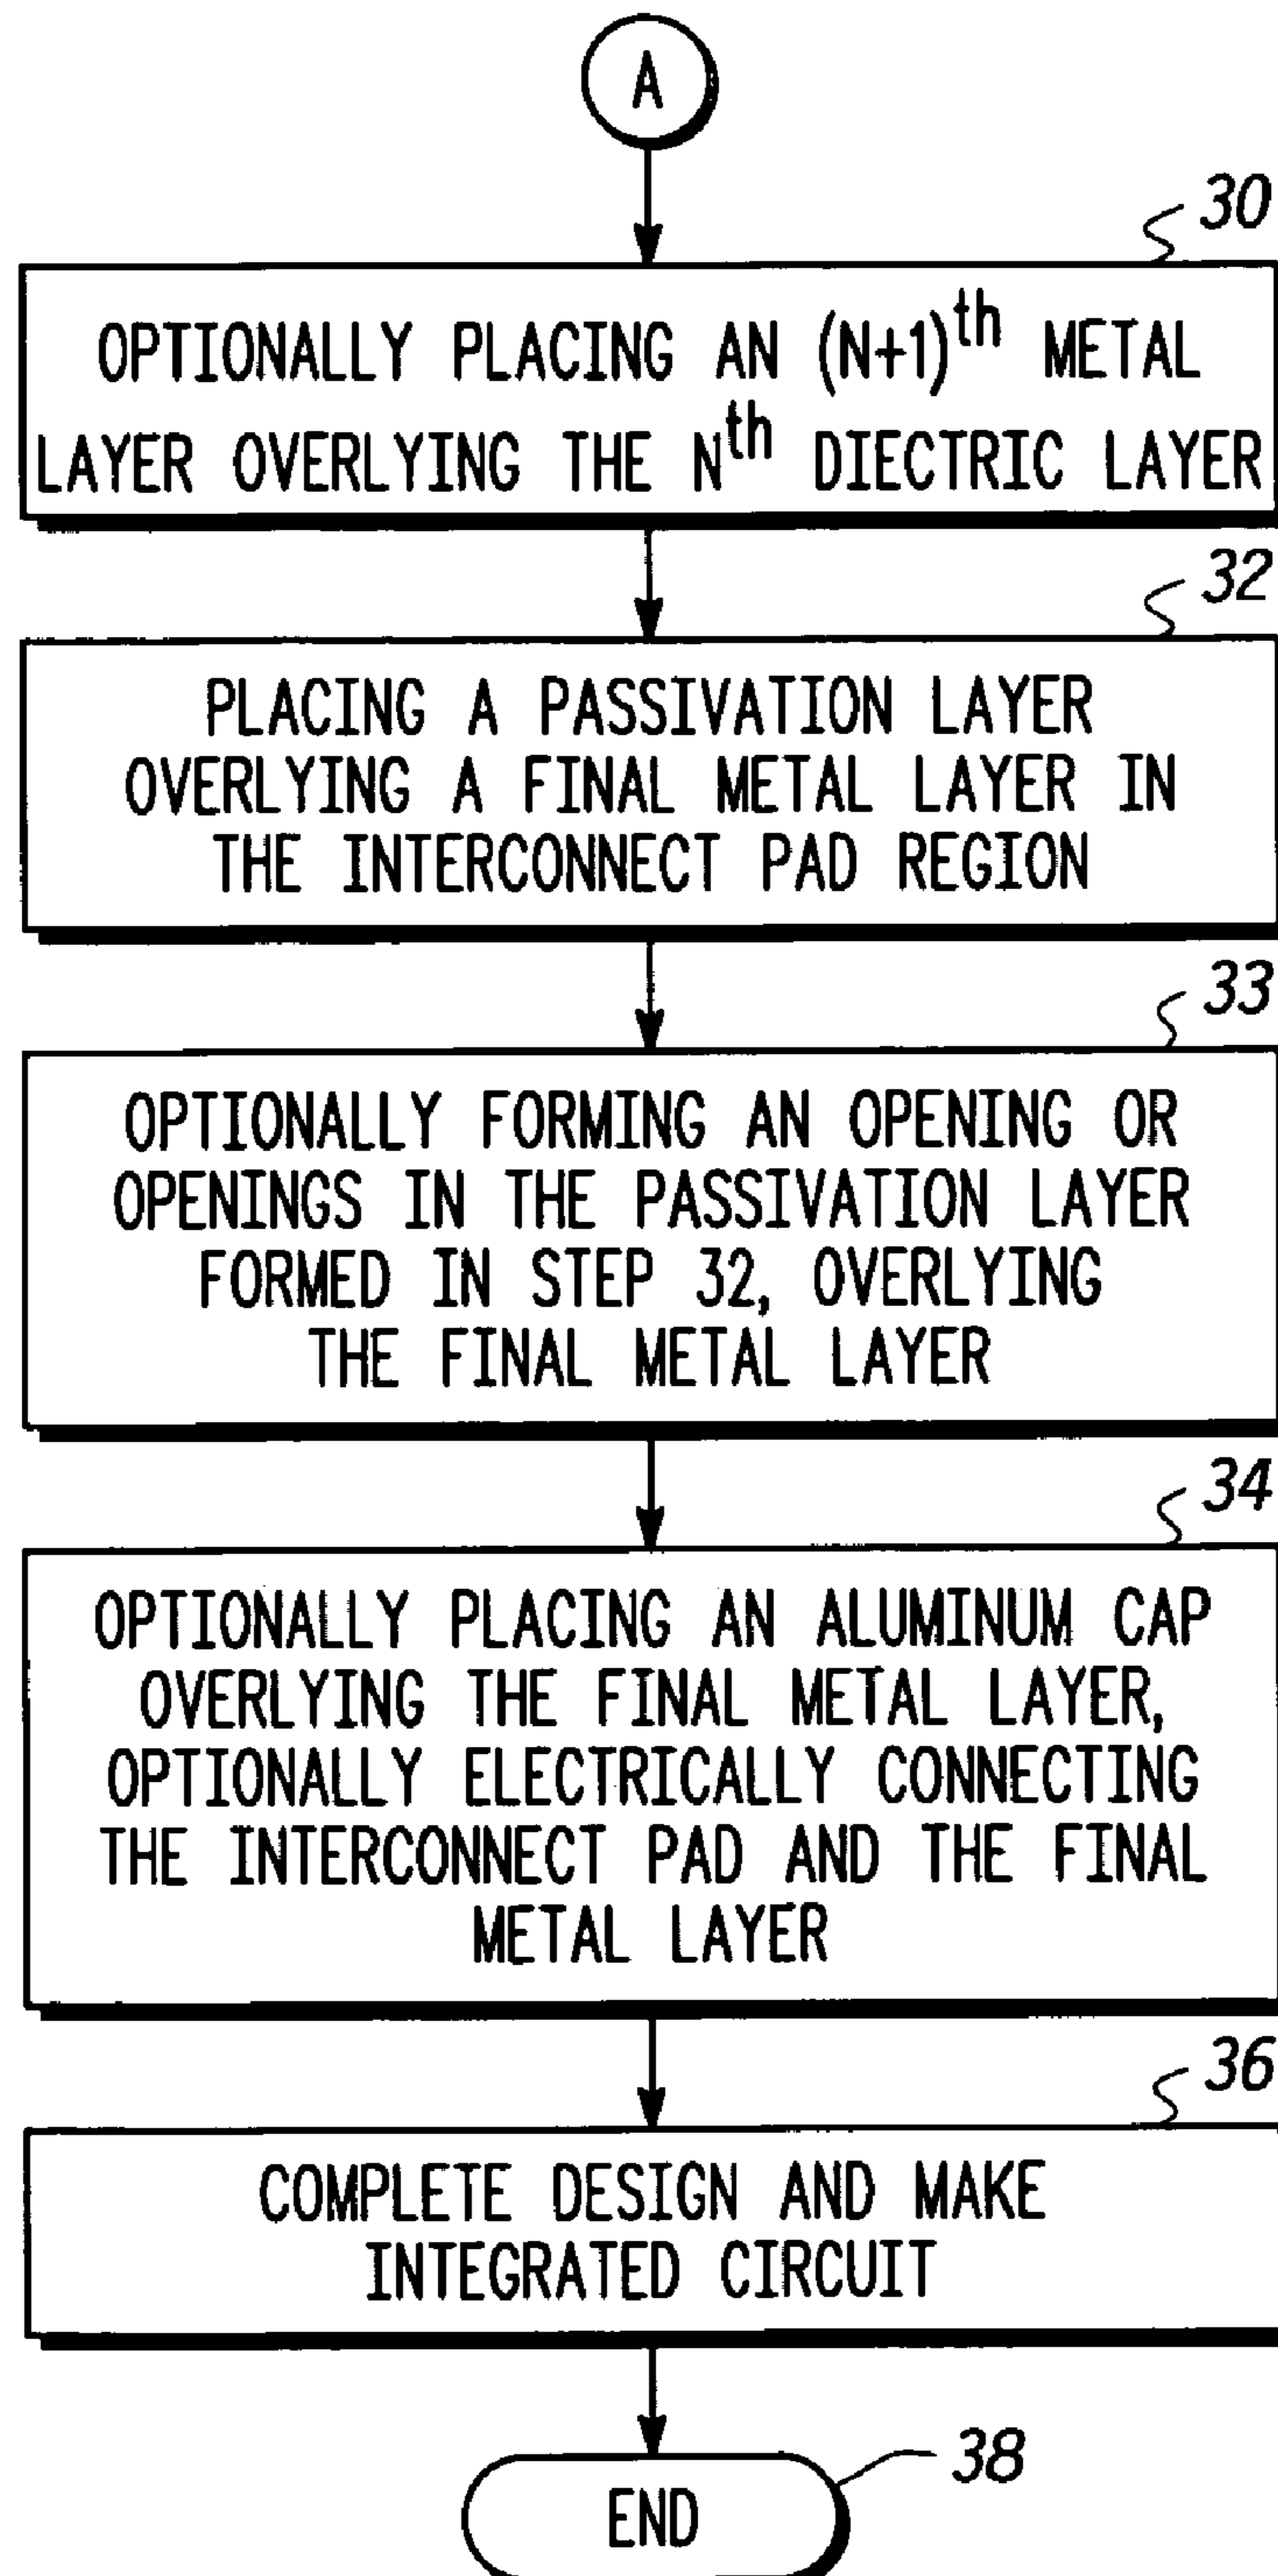 A
30
OPTIONALLY PLACING AN (N+1)th METAL
LAYER OVERLYING THE Nth DIECTRIC LAYER
32
PLACING A PASSIVATION LAYER
OVERLYING A FINAL METAL LAYER IN
THE INTERCONNECT PAD REGION
33
OPTIONALLY FORMING AN OPENING OR
OPENINGS IN THE PASSIVATION LAYER
FORMED IN STEP 32, OVERLYING
THE FINAL METAL LAYER
34
OPTIONALLY PLACING AN ALUMINUM CAP
OVERLYING THE FINAL METAL LAYER,
OPTIONALLY ELECTRICALLY CONNECTING
THE INTERCONNECT PAD AND THE FINAL
METAL LAYER
36
COMPLETE DESIGN AND MAKE
INTEGRATED CIRCUIT
38
END